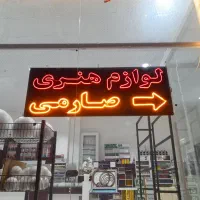 لوازم هنری
صارمی →